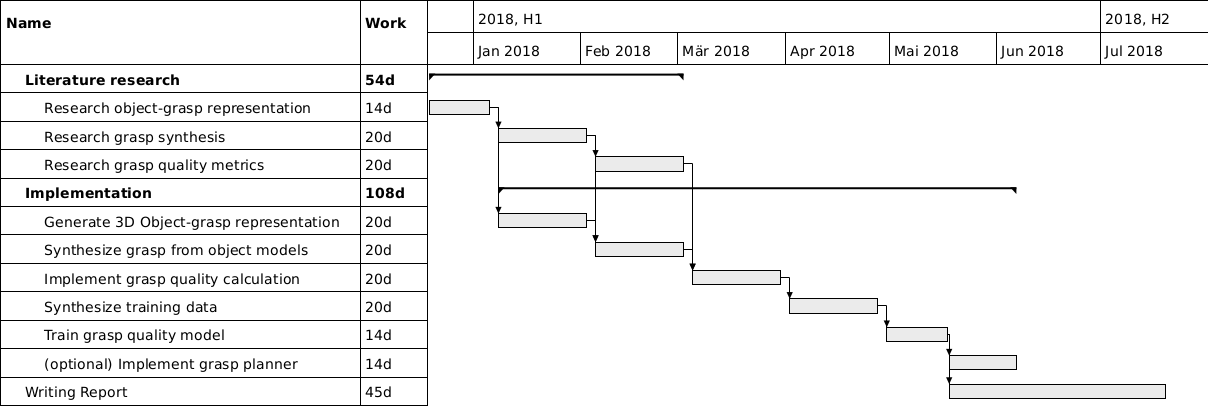 Name Work 2018, H1 2018, H2
Jan 2018 Feb 2018 Mär 2018 Apr 2018 Mai 2018 Jun 2018 Jul 2018
Literature research 54d
Research object-grasp representation 14d
Research grasp synthesis 20d
Research grasp quality metrics 20d
Implementation 108d
Generate 3D Object-grasp representation 20d
Synthesize grasp from object models 20d
Implement grasp quality calculation 20d
Synthesize training data 20d
Train grasp quality model 14d
(optional) Implement grasp planner 14d
Writing Report 45d